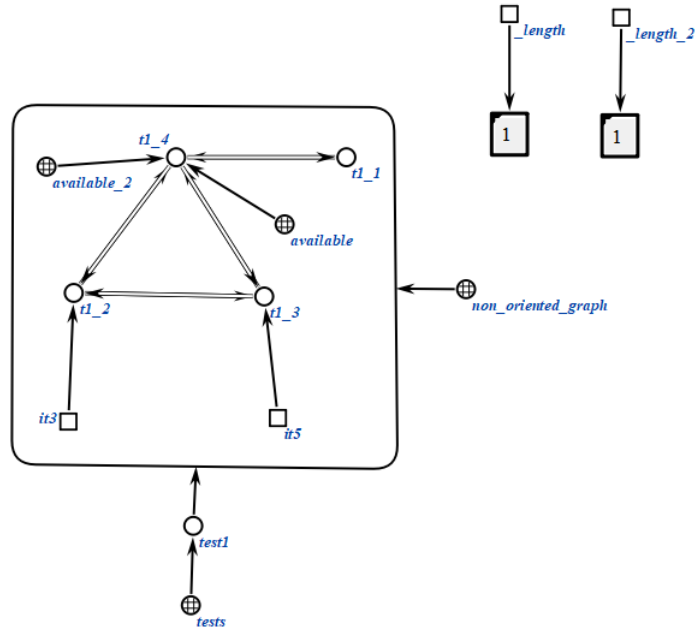 _length
_length_2
1
1
t1_4
t1_1
available_2
available
t1_2
t1_3
non_oriented_graph
it3
it5
test1
tests